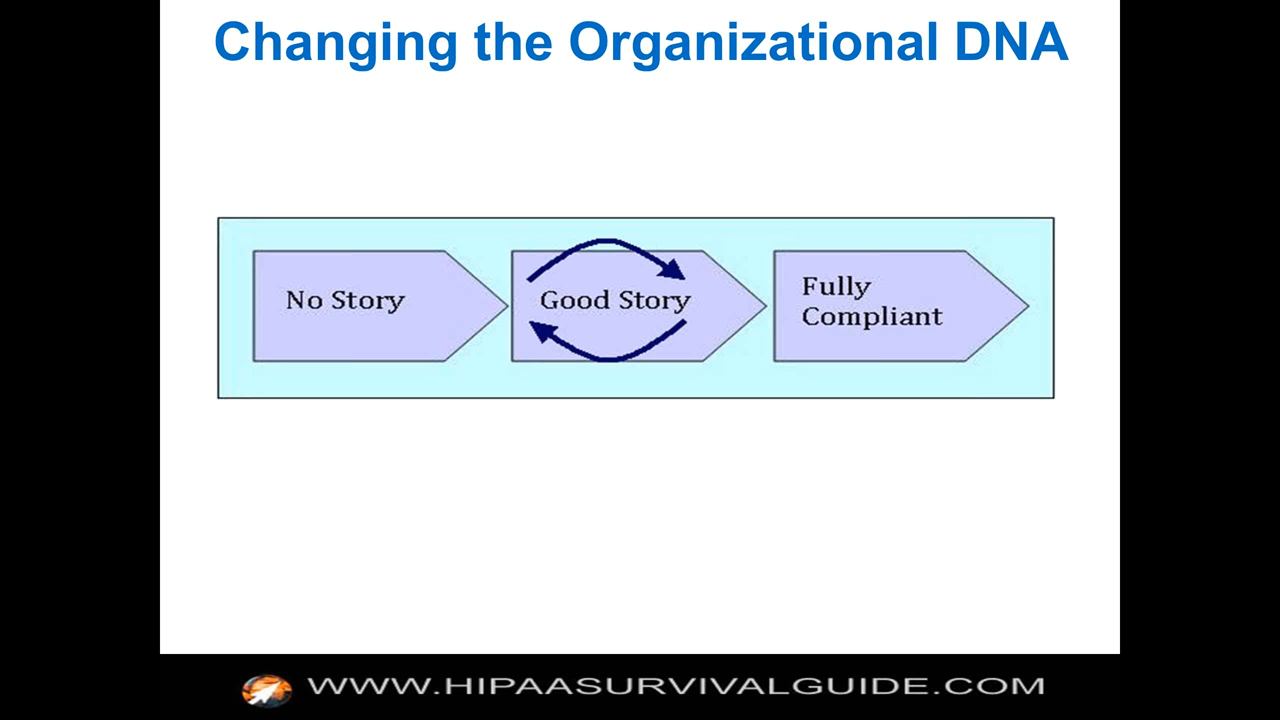 Changing the Organizational DNA
No Story
Good Story
Fully
Compliant
WWW.HIPAASURVIVALGUIDE.COM